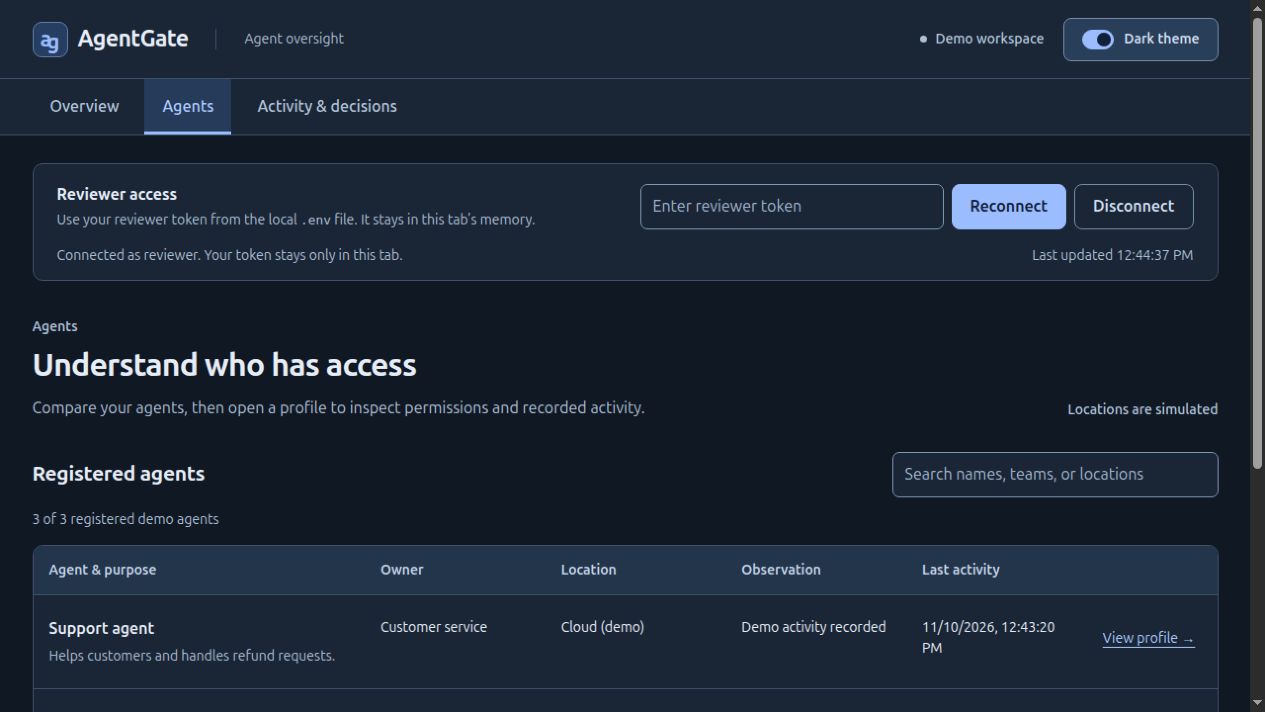 ag AgentGate Agent oversight Demo workspace Dark theme
Overview Agents Activity & decisions
Reviewer access
Use your reviewer token from the local .env file. It stays in this tab’s memory.
Enter reviewer token Reconnect Disconnect
Connected as reviewer. Your token stays only in this tab. Last updated 12:44:37 PM
Agents
Understand who has access
Compare your agents, then open a profile to inspect permissions and recorded activity.
Locations are simulated
Registered agents
Search names, teams, or locations
3 of 3 registered demo agents
Agent & purpose Owner Location Observation Last activity
Support agent Customer service Cloud (demo) Demo activity recorded 11/10/2026, 12:43:20
PM
Helps customers and handles refund requests.
View profile →